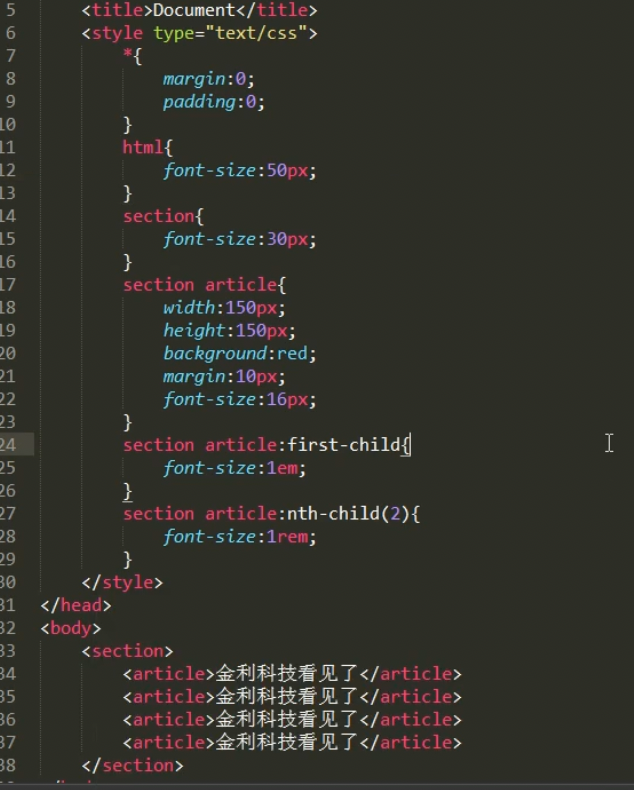 5 <title>Document</title>
6 <style type="text/css">
7 *{
8 margin:0;
9 padding:0;
10 }
11 html{
12 font-size:50px;
13 }
14 section{
15 font-size:30px;
16 }
17 section article{
18 width:150px;
19 height:150px;
20 background:red;
21 margin:10px;
22 font-size:16px;
23 }
24 section article:first-child{
25 font-size:1em;
26 }
27 section article:nth-child(2){
28 font-size:1rem;
29 }
30 </style>
31 </head>
32 <body>
33 <section>
34 <article>金利科技看见了</article>
35 <article>金利科技看见了</article>
36 <article>金利科技看见了</article>
37 <article>金利科技看见了</article>
38 </section>